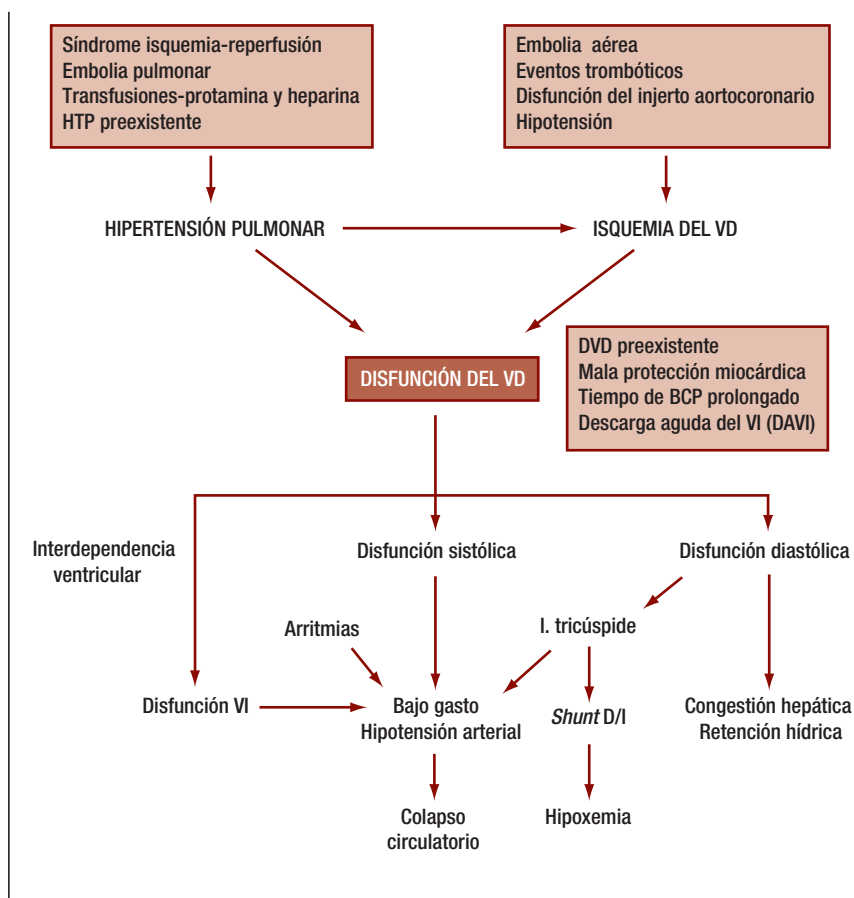 Síndrome isquemia-reperfusión
Embolia pulmonar
Transfusiones-protamina y heparina
HTP preexistente
Embolia aérea
Eventos trombóticos
Disfunción del injerto aortocoronario
Hipotensión
HIPERTENSIÓN PULMONAR
ISQUEMIA DEL VD
DISFUNCIÓN DEL VD
DVD preexistente
Mala protección miocárdica
Tiempo de BCP prolongado
Descarga aguda del VI (DAVI)
Interdependencia
ventricular
Disfunción sistólica
Disfunción diastólica
Arritmias
I. tricúspide
Disfunción VI
Bajo gasto
Hipotensión arterial
Shunt D/I
Congestión hepática
Retención hídrica
Colapso
circulatorio
Hipoxemia